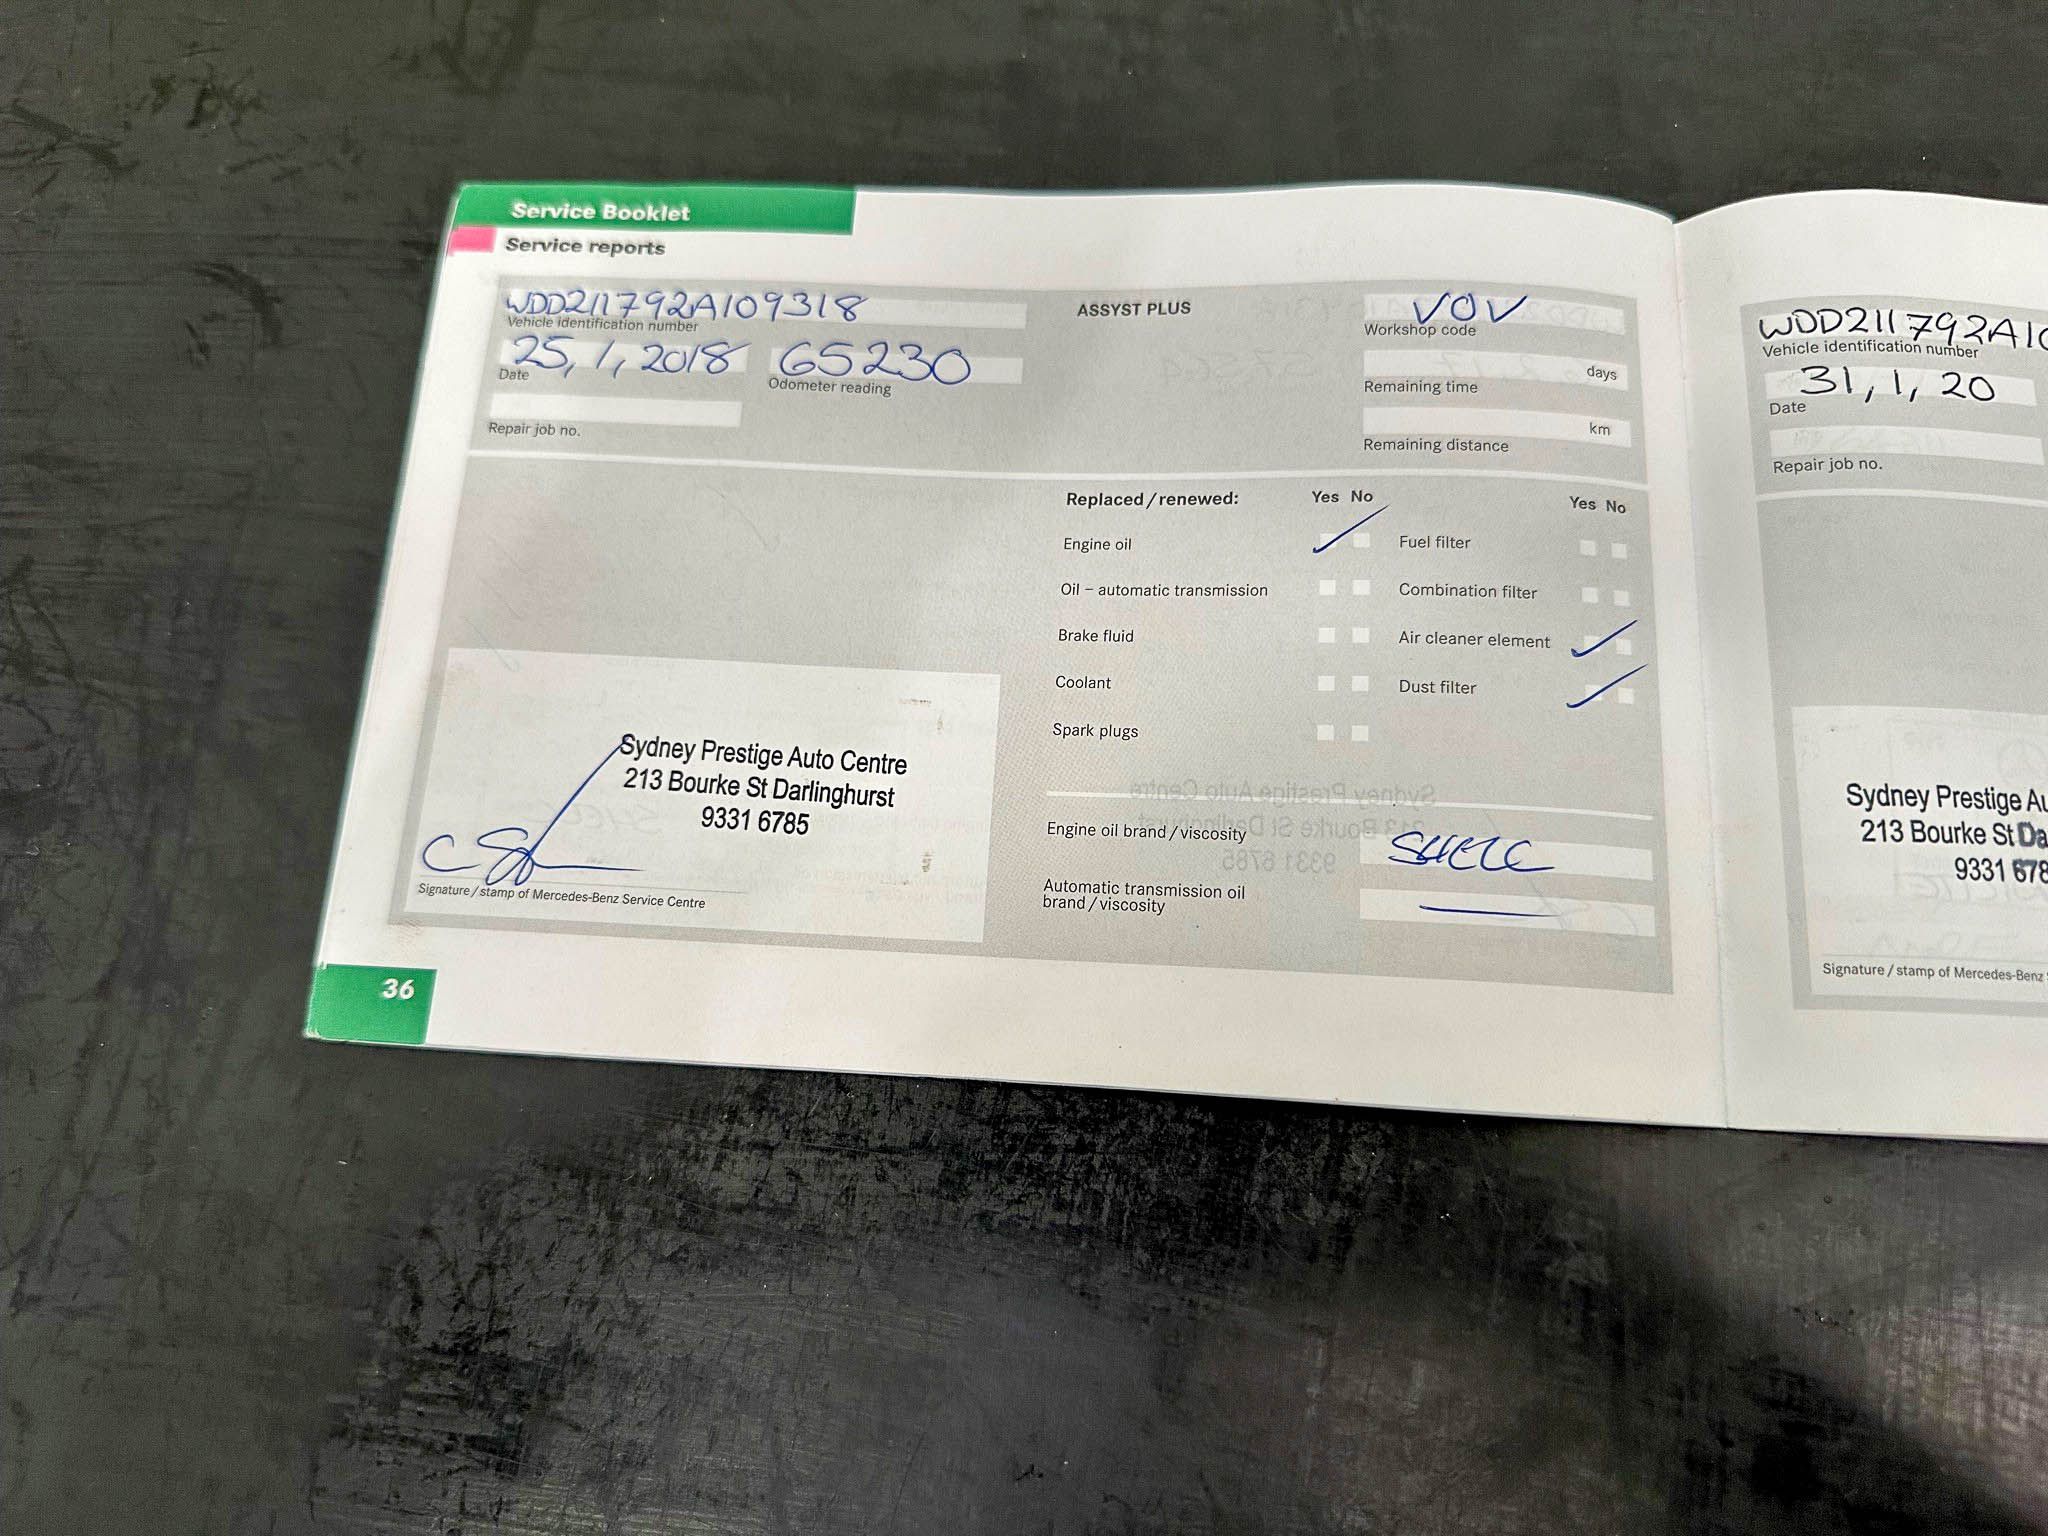 Service Booklet
Service reports
WDD211792A109318
Vehicle identification number
25, 1, 2018
Date
65230
Odometer reading
Repair job no.
ASSYST PLUS
VOV
Workshop code
days
Remaining time
km
Remaining distance
Replaced / renewed: Yes No
Yes No
Engine oil
Oil – automatic transmission
Brake fluid
Coolant
Spark plugs
Fuel filter
Combination filter
Air cleaner element
Dust filter
Engine oil brand / viscosity
SHELL
Automatic transmission oil
brand / viscosity
Sydney Prestige Auto Centre
213 Bourke St Darlinghurst
9331 6785
Signature / stamp of Mercedes-Benz Service Centre
36
WDD211792A10
Vehicle identification number
31, 1, 20
Date
Repair job no.
Sydney Prestige Au
213 Bourke St Da
9331 678
Signature / stamp of Mercedes-Benz